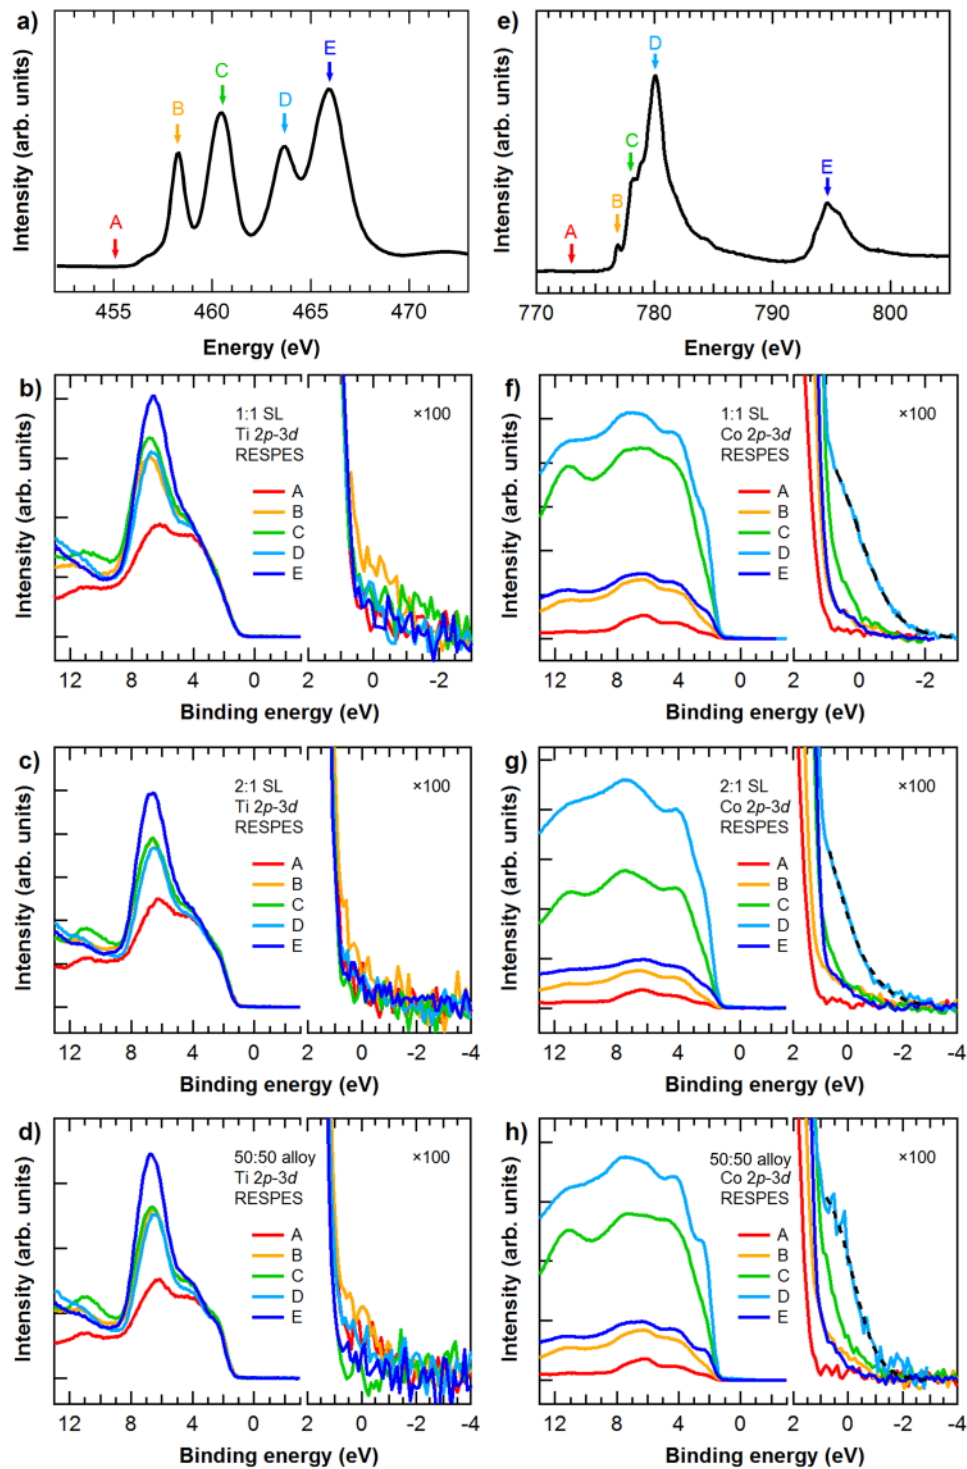 a)
Intensity (arb. units)
A
B
C
D
E
455
460
465
470
Energy (eV)
e)
Intensity (arb. units)
A
B
C
D
E
770
780
790
800
Energy (eV)
b)
Intensity (arb. units)
1:1 SL
Ti 2p-3d
RESPES
A
B
C
D
E
×100
12 8 4 0 2 0 -2
Binding energy (eV)
f)
Intensity (arb. units)
1:1 SL
Co 2p-3d
RESPES
A
B
C
D
E
×100
12 8 4 0 2 0 -2
Binding energy (eV)
c)
Intensity (arb. units)
2:1 SL
Ti 2p-3d
RESPES
A
B
C
D
E
×100
12 8 4 0 2 0 -2 -4
Binding energy (eV)
g)
Intensity (arb. units)
2:1 SL
Co 2p-3d
RESPES
A
B
C
D
E
×100
12 8 4 0 2 0 -2 -4
Binding energy (eV)
d)
Intensity (arb. units)
50:50 alloy
Ti 2p-3d
RESPES
A
B
C
D
E
×100
12 8 4 0 2 0 -2 -4
Binding energy (eV)
h)
Intensity (arb. units)
50:50 alloy
Co 2p-3d
RESPES
A
B
C
D
E
×100
12 8 4 0 2 0 -2 -4
Binding energy (eV)